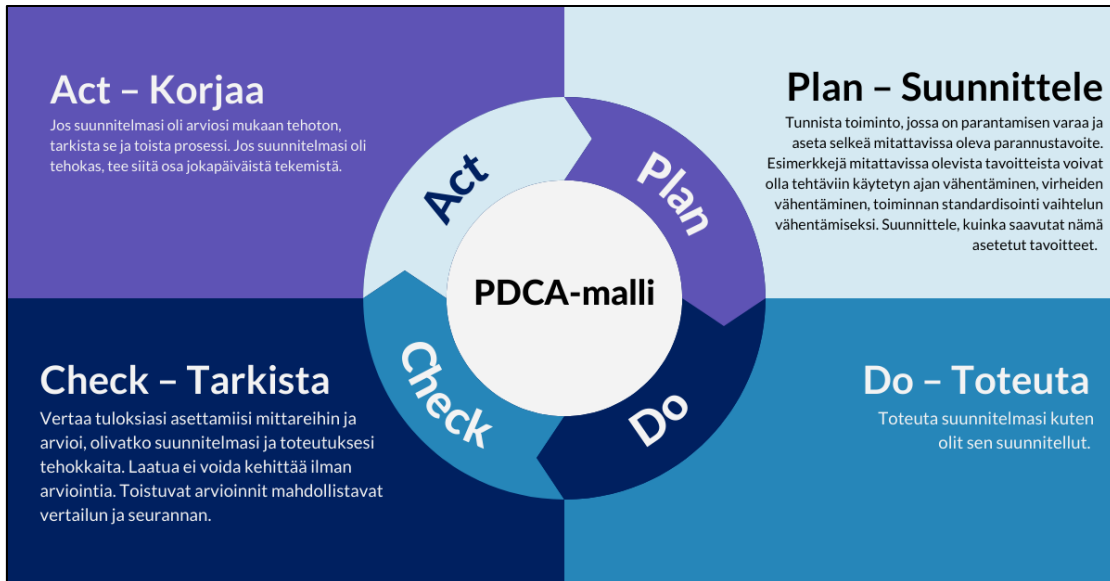 Act – Korjaa
Jos suunnitelmasi oli arviosi mukaan tehoton,
tarkista se ja toista prosessi. Jos suunnitelmasi oli
tehokas, tee siitä osa jokapäiväistä tekemistä.
Plan – Suunnittele
Tunnista toiminto, jossa on parantamisen varaa ja
aseta selkeä mitattavissa oleva parannustavoite.
Esimerkkejä mitattavissa olevista tavoitteista voivat
olla tehtäviin käytetyn ajan vähentäminen, virheiden
vähentäminen, toiminnan standardisointi vaihtelun
vähentämiseksi. Suunnittele, kuinka saavutat nämä
asetetut tavoitteet.
Act
Plan
PDCA-malli
Check
Do
Check – Tarkista
Vertaa tuloksiasi asettamiisi mittareihin ja
arvioi, olivatko suunnitelmasi ja toteutuksesi
tehokkaita. Laatua ei voida kehittää ilman
arviointia. Toistuvat arvioinnit mahdollistavat
vertailun ja seurannan.
Do – Toteuta
Toteuta suunnitelmasi kuten
olit sen suunnitellut.